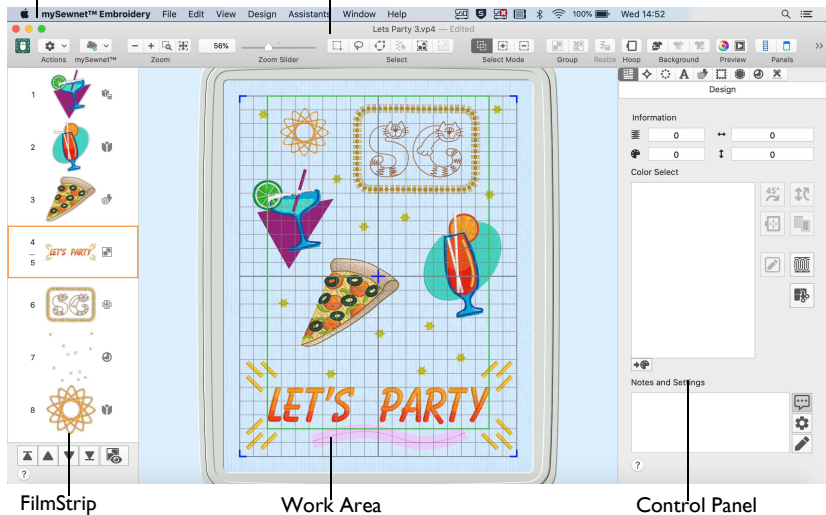 mySewnet™ Embroidery File Edit View Design Assistants Window Help 100% Wed 14:52
Lets Party 3.vp4 — Edited
56%
Actions mySewnet™ Zoom Zoom Slider Select Select Mode Group Resize Hoop Background Preview Panels
Design
1
2
3
4
5
LET'S PARTY
6
SG
7
8
?
SG
LET'S PARTY
Information
0 0
0 0
Color Select
45°
Notes and Settings
?
FilmStrip Work Area Control Panel